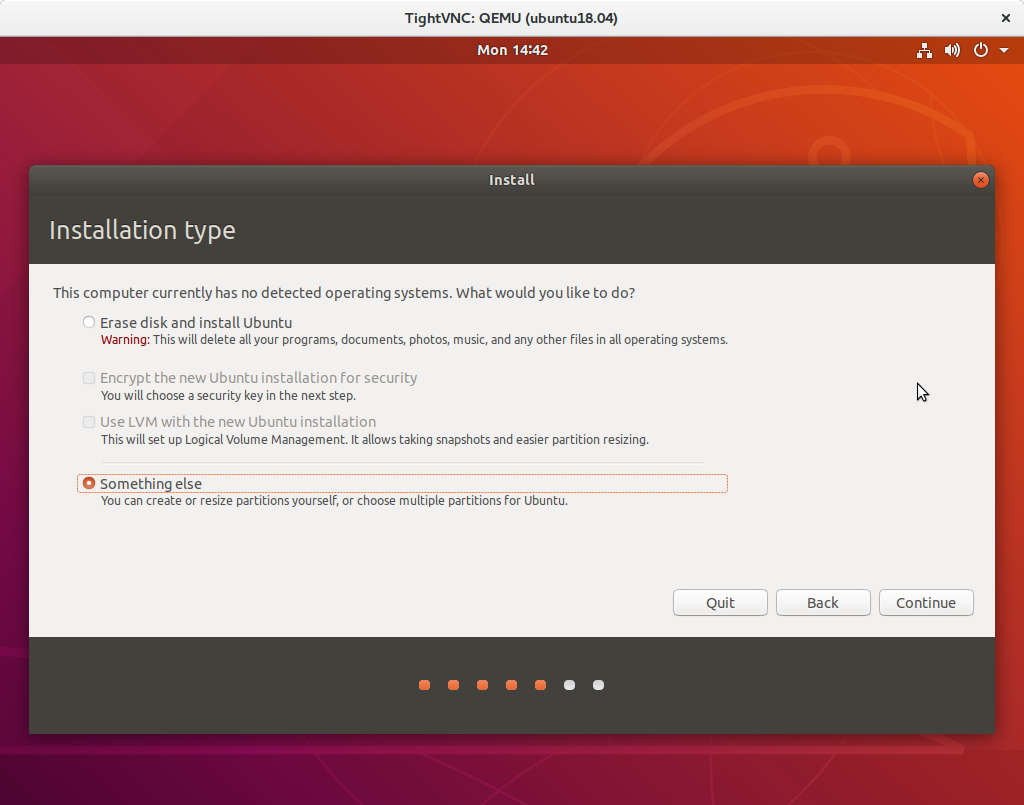 TightVNC: QEMU (ubuntu18.04)
Mon 14:42
Install
Installation type
This computer currently has no detected operating systems. What would you like to do?
Erase disk and install Ubuntu
Warning: This will delete all your programs, documents, photos, music, and any other files in all operating systems.
Encrypt the new Ubuntu installation for security
You will choose a security key in the next step.
Use LVM with the new Ubuntu installation
This will set up Logical Volume Management. It allows taking snapshots and easier partition resizing.
Something else
You can create or resize partitions yourself, or choose multiple partitions for Ubuntu.
Quit Back Continue